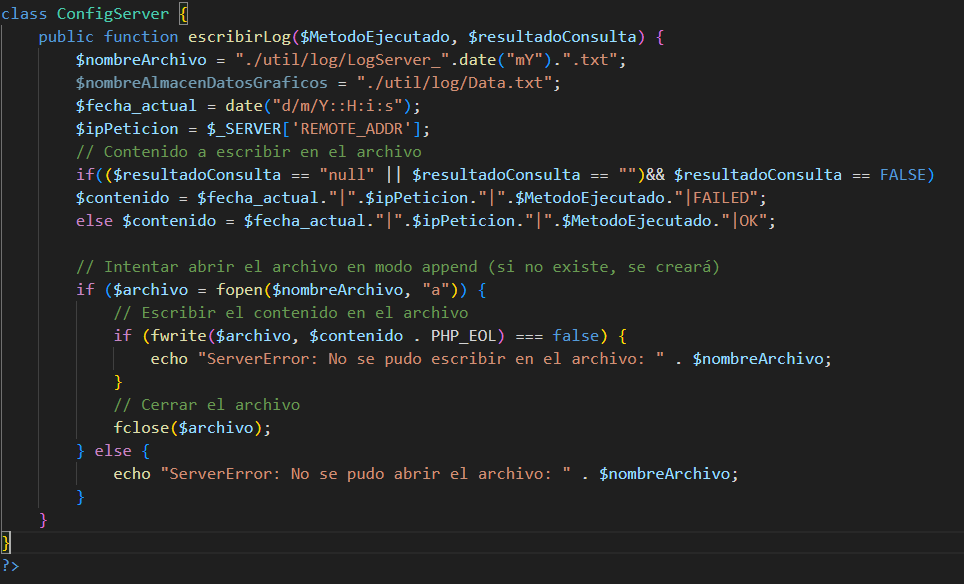 class ConfigServer {
public function escribirLog($MetodoEjecutado, $resultadoConsulta) {
$nombreArchivo = "./util/log/LogServer_".date("mY").".txt";
$nombreAlmacenDatosGraficos = "./util/log/Data.txt";
$fecha_actual = date("d/m/Y::H:i:s");
$ipPeticion = $_SERVER['REMOTE_ADDR'];
// Contenido a escribir en el archivo
if(($resultadoConsulta == "null" || $resultadoConsulta == "")&& $resultadoConsulta == FALSE)
$contenido = $fecha_actual."|".$ipPeticion."|".$MetodoEjecutado."|FAILED";
else $contenido = $fecha_actual."|".$ipPeticion."|".$MetodoEjecutado."|OK";
// Intentar abrir el archivo en modo append (si no existe, se creará)
if ($archivo = fopen($nombreArchivo, "a")) {
// Escribir el contenido en el archivo
if (fwrite($archivo, $contenido . PHP_EOL) === false) {
echo "ServerError: No se pudo escribir en el archivo: " . $nombreArchivo;
}
// Cerrar el archivo
fclose($archivo);
} else {
echo "ServerError: No se pudo abrir el archivo: " . $nombreArchivo;
}
}
}
?>